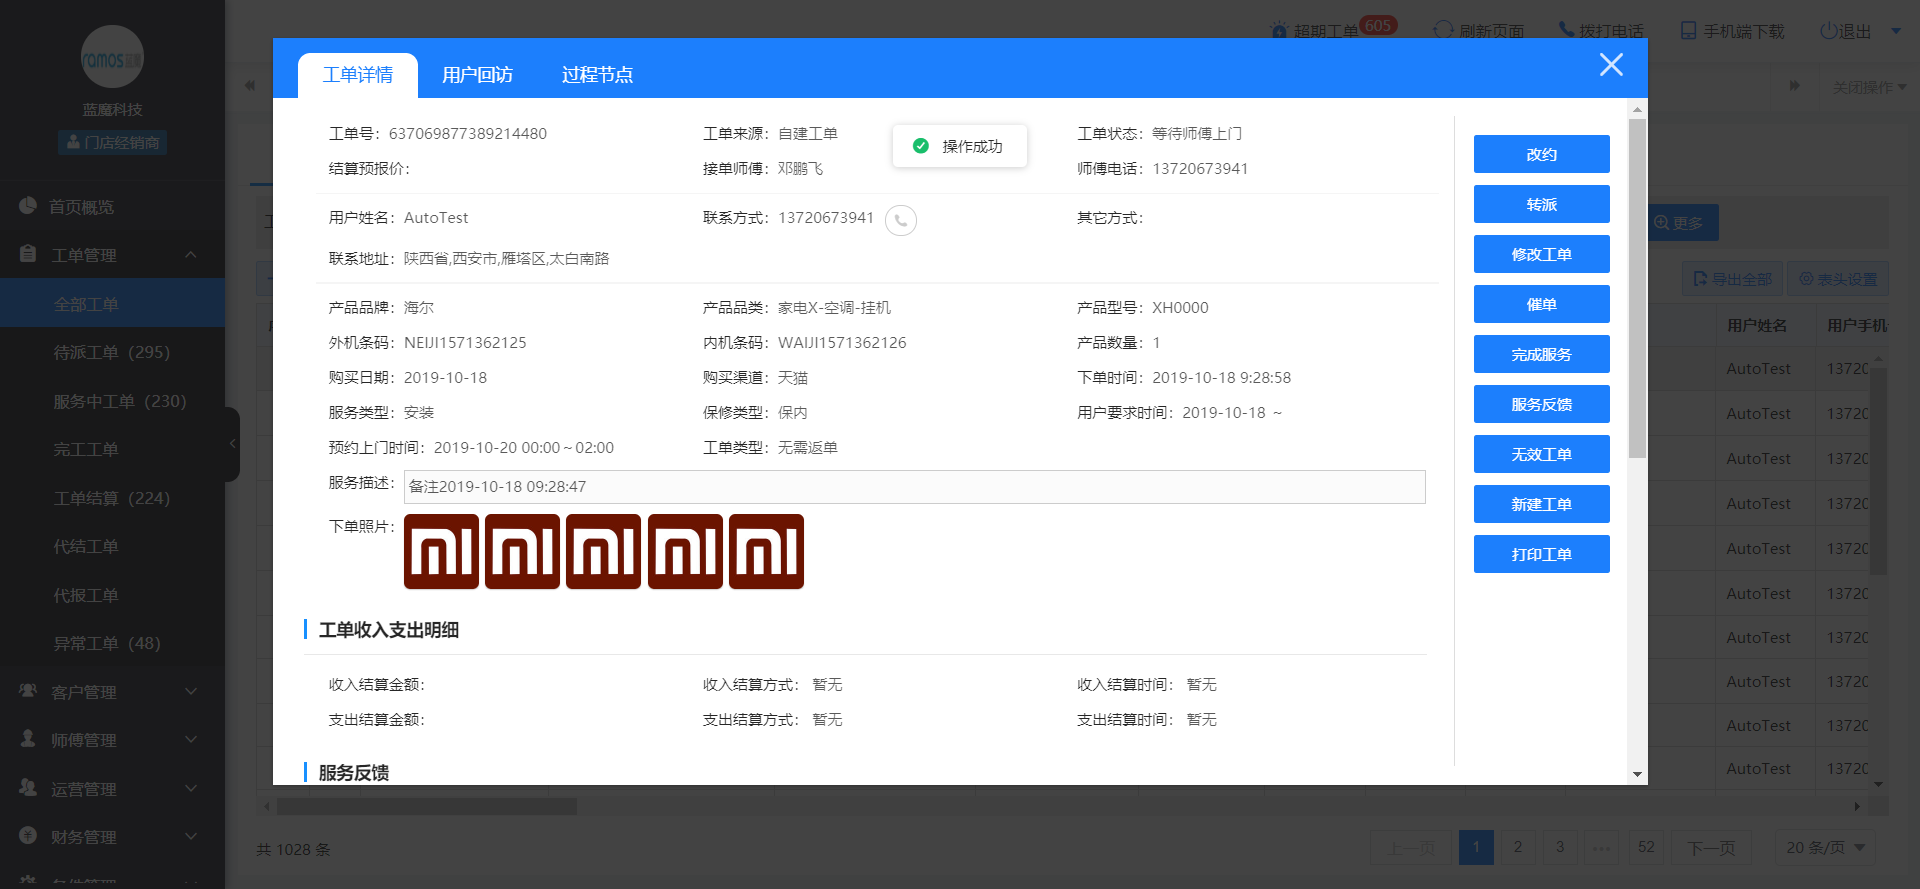 ramos蓝魔
蓝魔科技
门店经销商
首页概览
工单管理
全部工单
待派工单（295）
服务中工单（230）
完工工单
工单结算（224）
代结工单
代报工单
异常工单（48）
客户管理
师傅管理
运营管理
财务管理
超期工单 605
刷新页面
拨打电话
手机端下载
退出
关闭操作
工单详情
用户回访
过程节点
工单号：637069877389214480
工单来源：自建工单
工单状态：等待师傅上门
操作成功
结算预报价：
接单师傅：邓鹏飞
师傅电话：13720673941
用户姓名：AutoTest
联系方式：13720673941
其它方式：
联系地址：陕西省,西安市,雁塔区,太白南路
产品品牌：海尔
产品品类：家电X-空调-挂机
产品型号：XH0000
外机条码：NEIJI1571362125
内机条码：WAIJI1571362126
产品数量：1
购买日期：2019-10-18
购买渠道：天猫
下单时间：2019-10-18 9:28:58
服务类型：安装
保修类型：保内
用户要求时间：2019-10-18 ~
预约上门时间：2019-10-20 00:00～02:00
工单类型：无需返单
服务描述：备注2019-10-18 09:28:47
下单照片：
工单收入支出明细
收入结算金额：
收入结算方式： 暂无
收入结算时间： 暂无
支出结算金额：
支出结算方式： 暂无
支出结算时间： 暂无
服务反馈
改约
转派
修改工单
催单
完成服务
服务反馈
无效工单
新建工单
打印工单
更多
导出全部
表头设置
用户姓名 用户手机
AutoTest 1372
AutoTest 1372
AutoTest 1372
AutoTest 1372
AutoTest 1372
AutoTest 1372
AutoTest 1372
AutoTest 1372
AutoTest 1372
AutoTest 1372
共 1028 条
上一页 1 2 3 ••• 52 下一页 20 条/页